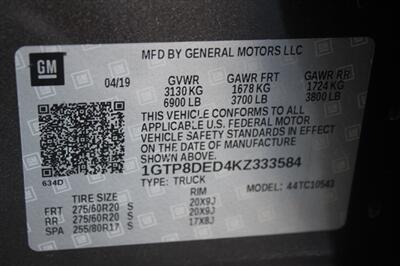 GM
MFD BY GENERAL MOTORS LLC
04/19 GVWR GAWR FRT GAWR RR
3130 KG 1678 KG 1724 KG
6900 LB 3700 LB 3800 LB
THIS VEHICLE CONFORMS TO ALL
APPLICABLE U.S. FEDERAL MOTOR
VEHICLE SAFETY STANDARDS IN EFFECT
ON THE DATE OF MANUFACTURE
SHOWN ABOVE.
634D 1GTP8DED4KZ333584
TYPE: TRUCK MODEL: 44TC10543
TIRE SIZE RIM
FRT 275/60R20 S 20X9J
RR 275/60R20 S 20X9J
SPA 255/80R17 S 17X8J